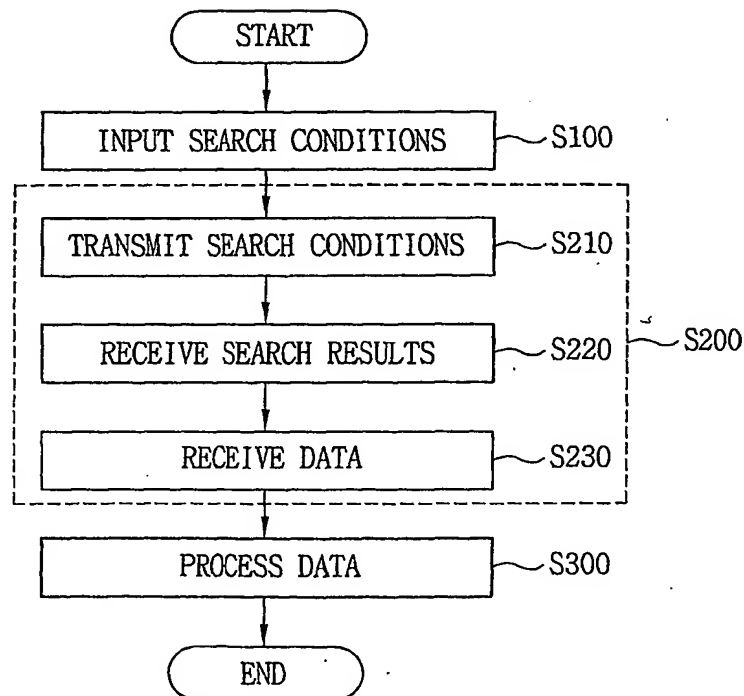 START
INPUT SEARCH CONDITIONS S100
TRANSMIT SEARCH CONDITIONS S210
RECEIVE SEARCH RESULTS S220
S200
RECEIVE DATA S230
PROCESS DATA S300
END